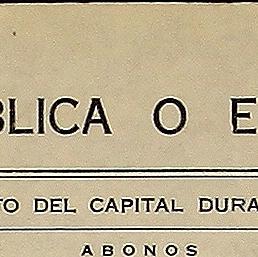 BLICA O E
TO DEL CAPITAL DURA
ABONOS